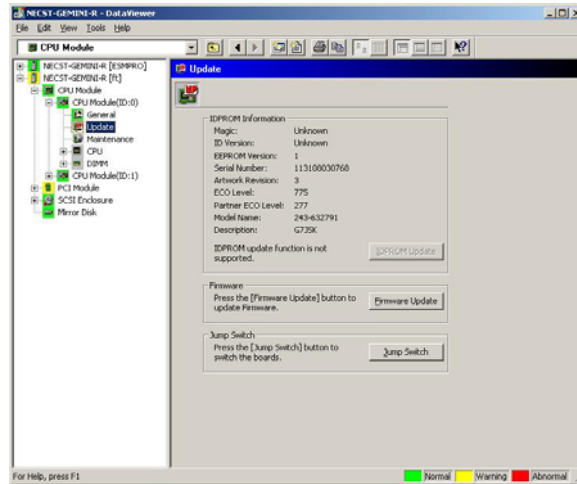 NECST-GEMINI-R - DataViewer
File Edit View Tools Help
CPU Module
NECST-GEMINI-R [ESMPRO]
NECST-GEMINI-R [ft]
CPU Module
CPU Module(ID:0)
General
Update
Maintenance
CPU
DIMM
CPU Module(ID:1)
PCI Module
SCSI Enclosure
Mirror Disk
Update
IDPROM Information
Magic: Unknown
ID Version: Unknown
EEPROM Version: 1
Serial Number: 113108030768
Artwork Revision: 3
ECO Level: 775
Partner ECO Level: 277
Model Name: 243-632791
Description: G7JSK
IDPROM update function is not
supported.
IDPROM Update
Firmware
Press the [Firmware Update] button to
update Firmware.
Firmware Update
Jump Switch
Press the [Jump Switch] button to
switch the boards.
Jump Switch
For Help, press F1
Normal Warning Abnormal